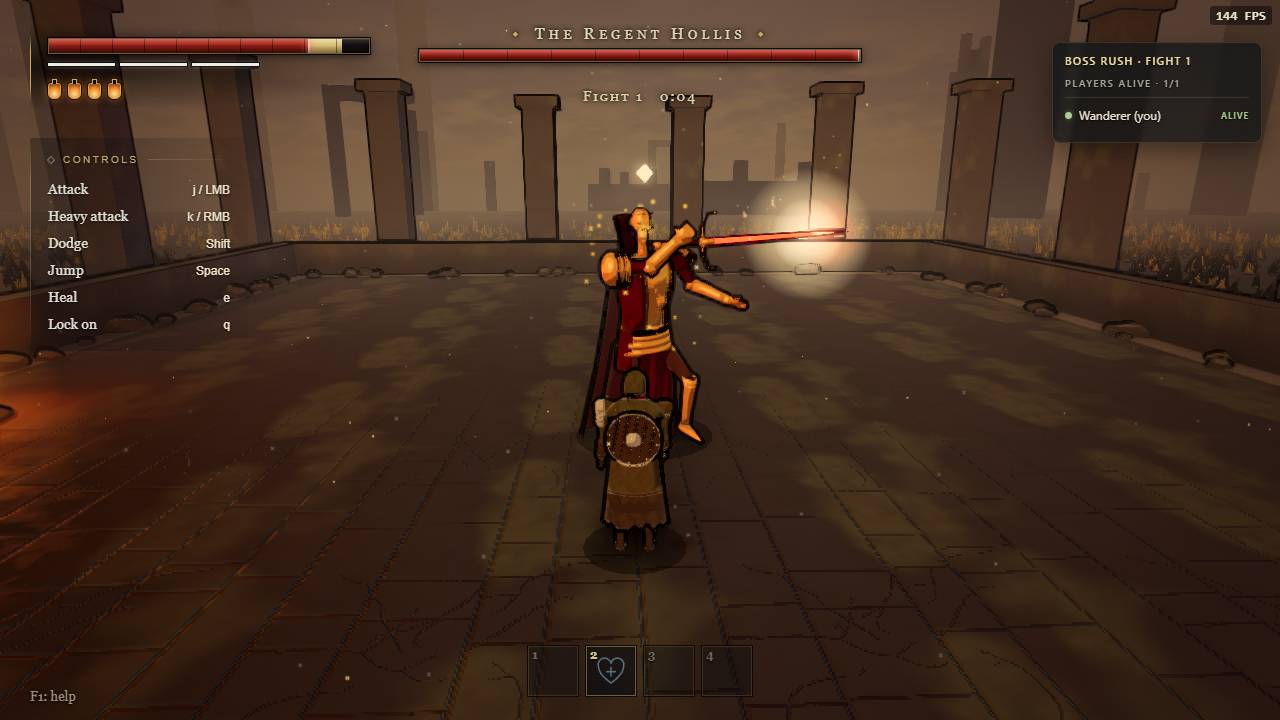 144 FPS
The Regent Hollis
Fight 1 0:04
BOSS RUSH · FIGHT 1
PLAYERS ALIVE · 1/1
Wanderer (you) ALIVE
CONTROLS
Attack j / LMB
Heavy attack k / RMB
Dodge Shift
Jump Space
Heal e
Lock on q
1 2 3 4
F1: help